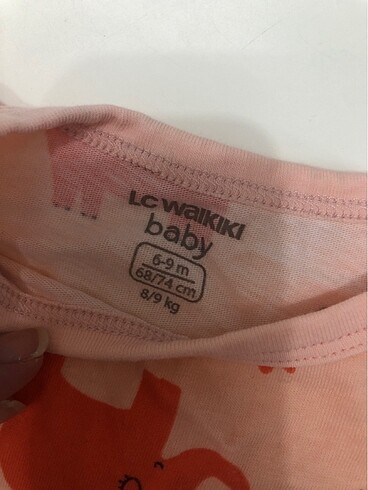 LC WAIKIKI
baby
6-9 m
68/74 cm
8/9 kg